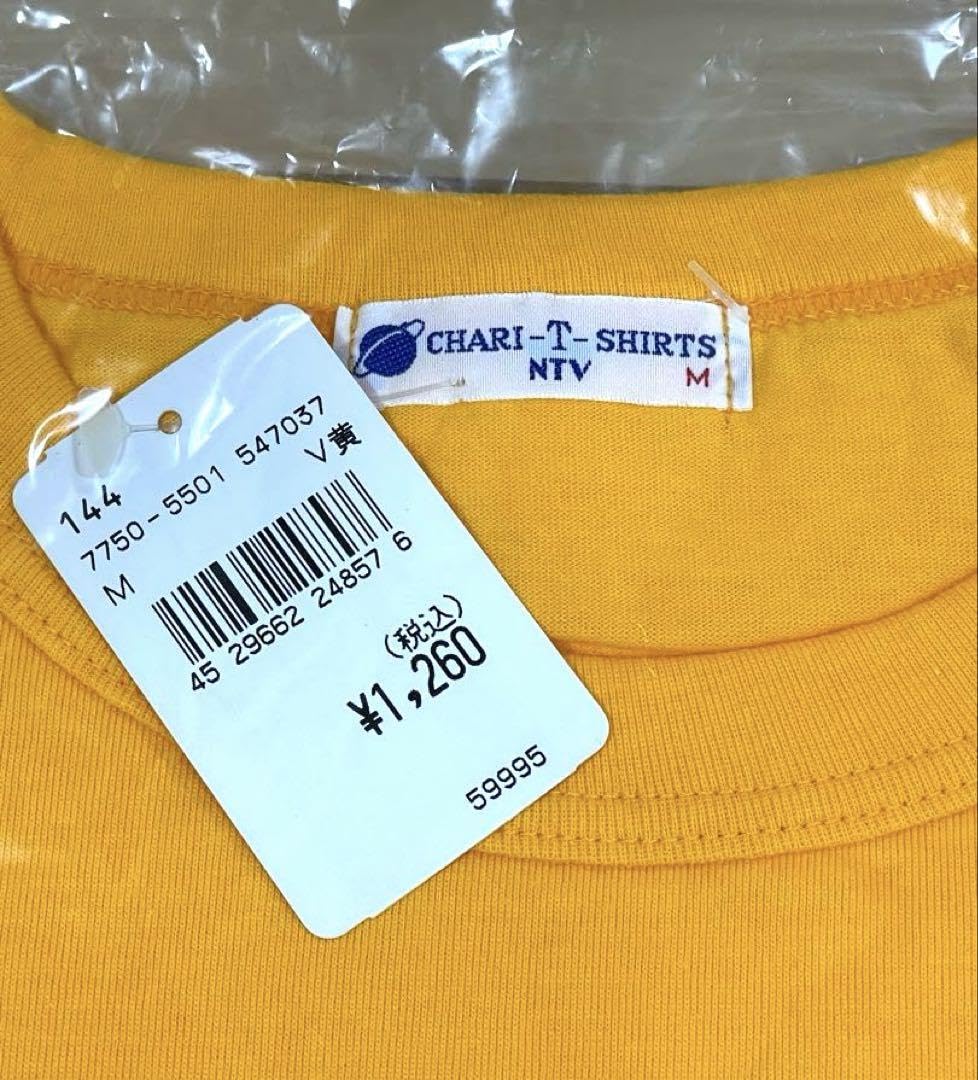 CHARI-T-SHIRTS
NTV M
144
7750-5501 547037
M V黄
45 29662 24857 6
(税込)
¥1,260
59995